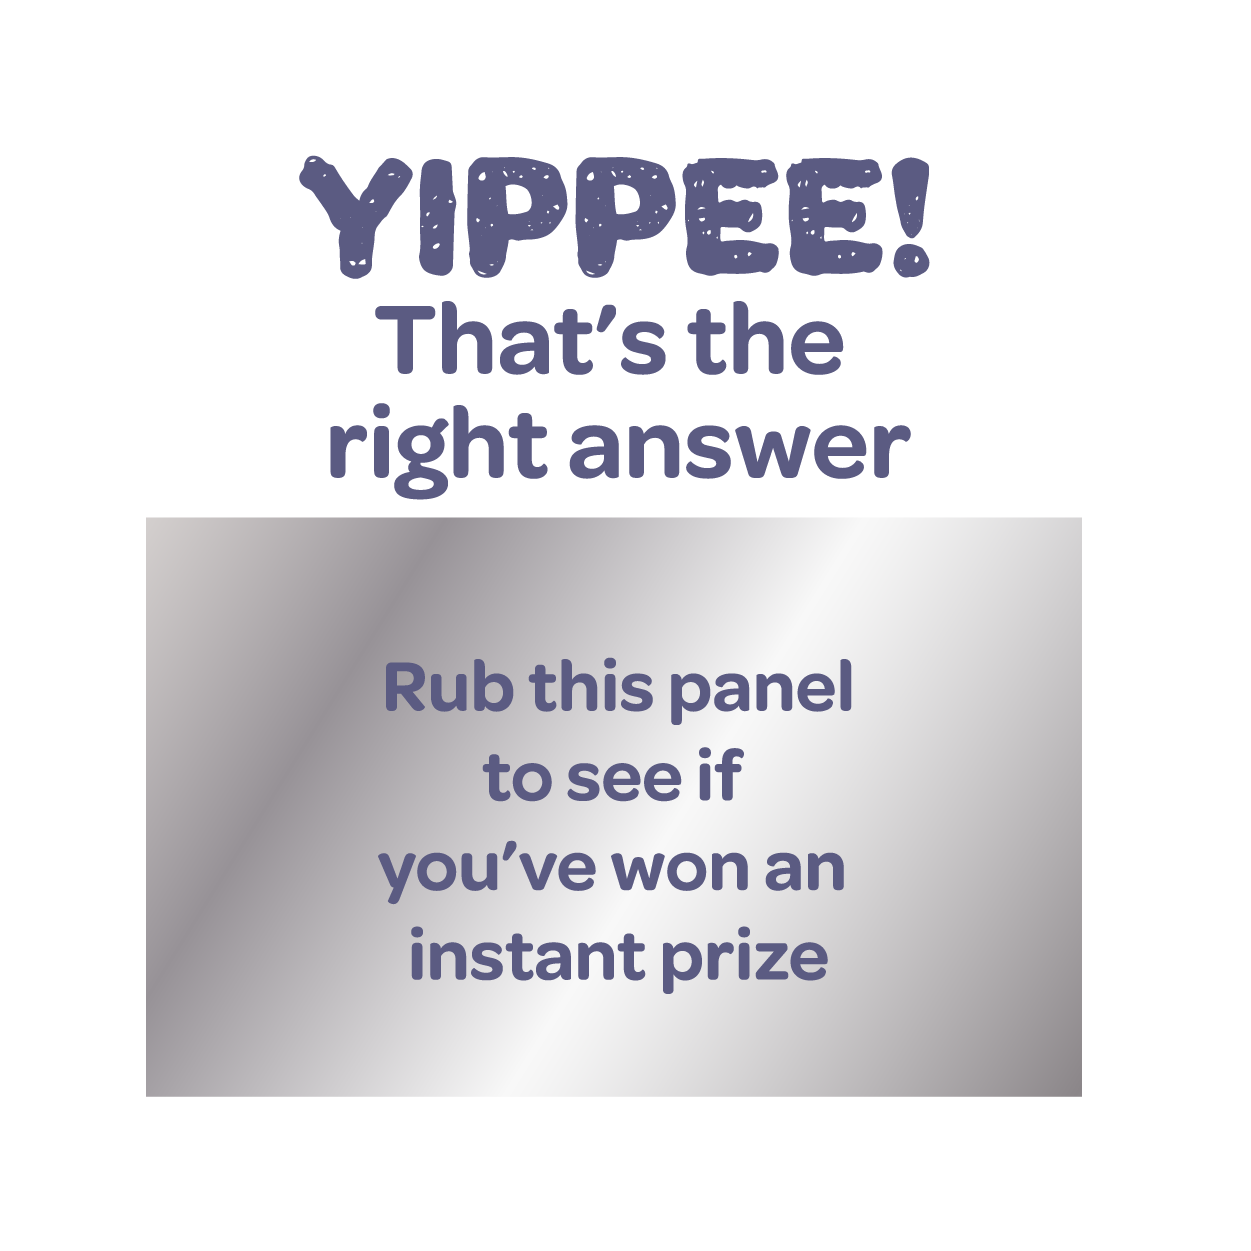 YIPPEE!
That’s the
right answer
Rub this panel
to see if
you’ve won an
instant prize